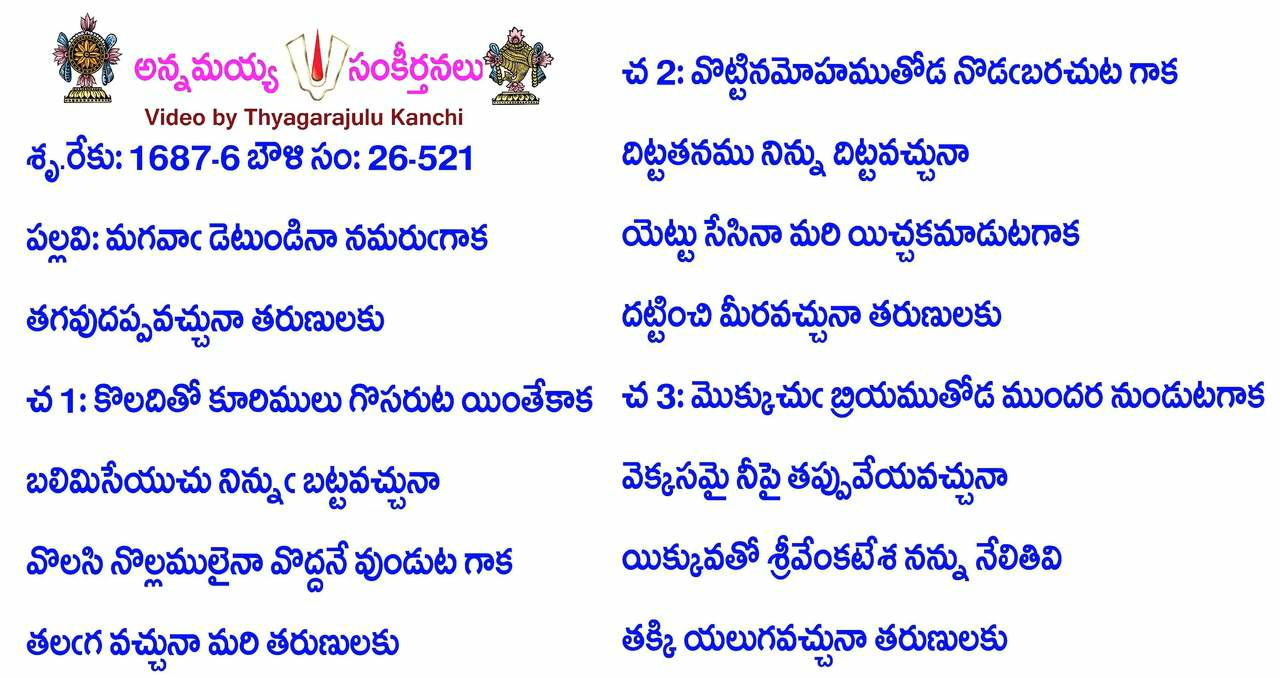 అన్నమయ్య సంకీర్తనలు
Video by Thyagarajulu Kanchi
శృ.రేకు: 1687-6 బౌళి సం: 26-521
పల్లవి: మగవాఁ డెటుండినా నమరుఁగాక
తగవుదప్పవచ్చునా తరుణులకు
చ 1: కొలదితో కూరిములు గొసరుట యింతేకాక
బలిమిసేయుచు నిన్నుఁ బట్టవచ్చునా
వొలసి నొల్లములైనా వొద్దనే వుండుట గాక
తలఁగ వచ్చునా మరి తరుణులకు
చ 2: వొట్టినమోహముతోడ నొడఁబరచుట గాక
దిట్టతనము నిన్ను దిట్టవచ్చునా
యెట్టు సేసినా మరి యిచ్చకమాడుటగాక
దట్టించి మీరవచ్చునా తరుణులకు
చ 3: మొక్కుచుఁ బ్రియముతోడ ముందర నుండుటగాక
వెక్కసమై నీపై తప్పువేయవచ్చునా
యిక్కువతో శ్రీవేంకటేశ నన్ను నేలితివి
తక్కి యలుగవచ్చునా తరుణులకు